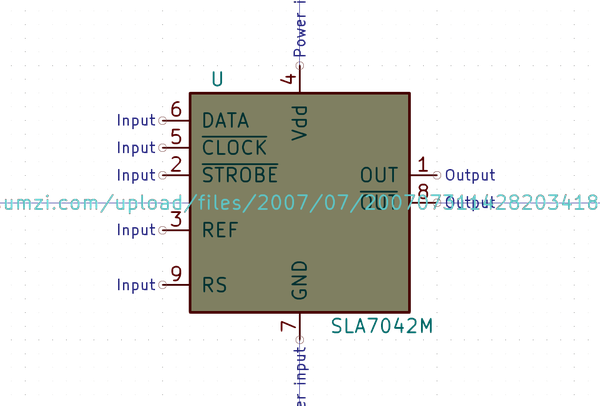 Power i
4
U
Vdd
Input 6 DATA
Input 5 CLOCK
Input 2 STROBE
OUT 1 Output
8 Output
umzi.com/upload/files/2007/07/
Input 3 REF
Input 9 RS
GND
7
SLA7042M
er input